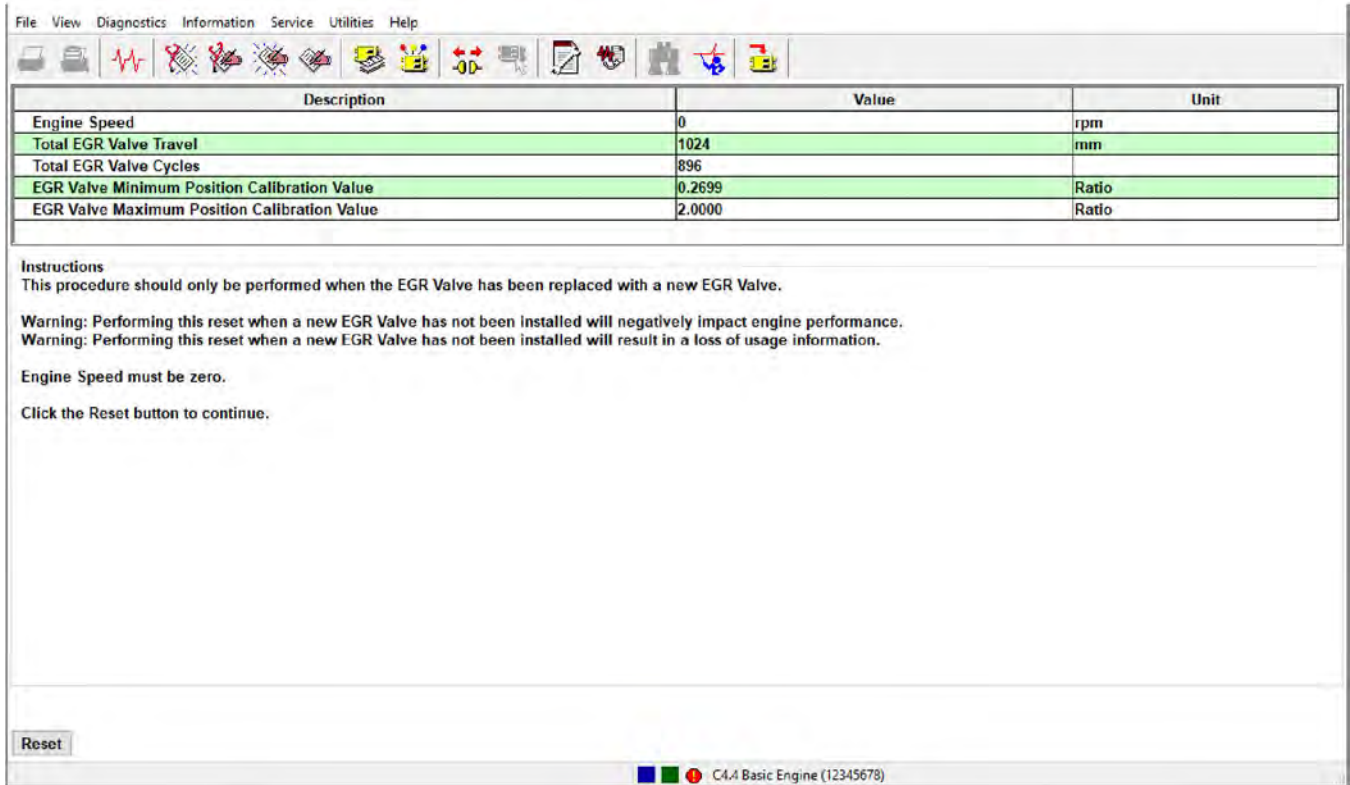 File View Diagnostics Information Service Utilities Help
Description Value Unit
Engine Speed 0 rpm
Total EGR Valve Travel 1024 mm
Total EGR Valve Cycles 896
EGR Valve Minimum Position Calibration Value 0.2699 Ratio
EGR Valve Maximum Position Calibration Value 2.0000 Ratio
Instructions
This procedure should only be performed when the EGR Valve has been replaced with a new EGR Valve.
Warning: Performing this reset when a new EGR Valve has not been installed will negatively impact engine performance.
Warning: Performing this reset when a new EGR Valve has not been installed will result in a loss of usage information.
Engine Speed must be zero.
Click the Reset button to continue.
Reset
C4.4 Basic Engine (12345678)